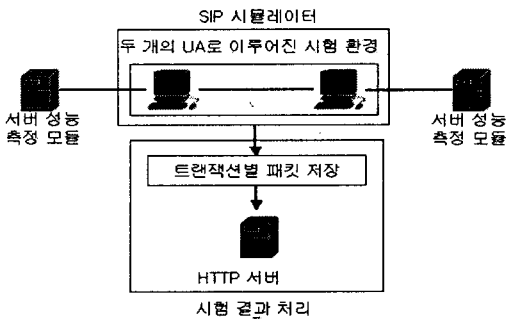 SIP 시뮬레이터
두 개의 UA로 이루어진 시험 환경
서버 성능
측정 모듈
서버 성능
측정 모듈
트랜잭션별 패킷 저장
HTTP 서버
시험 결과 처리